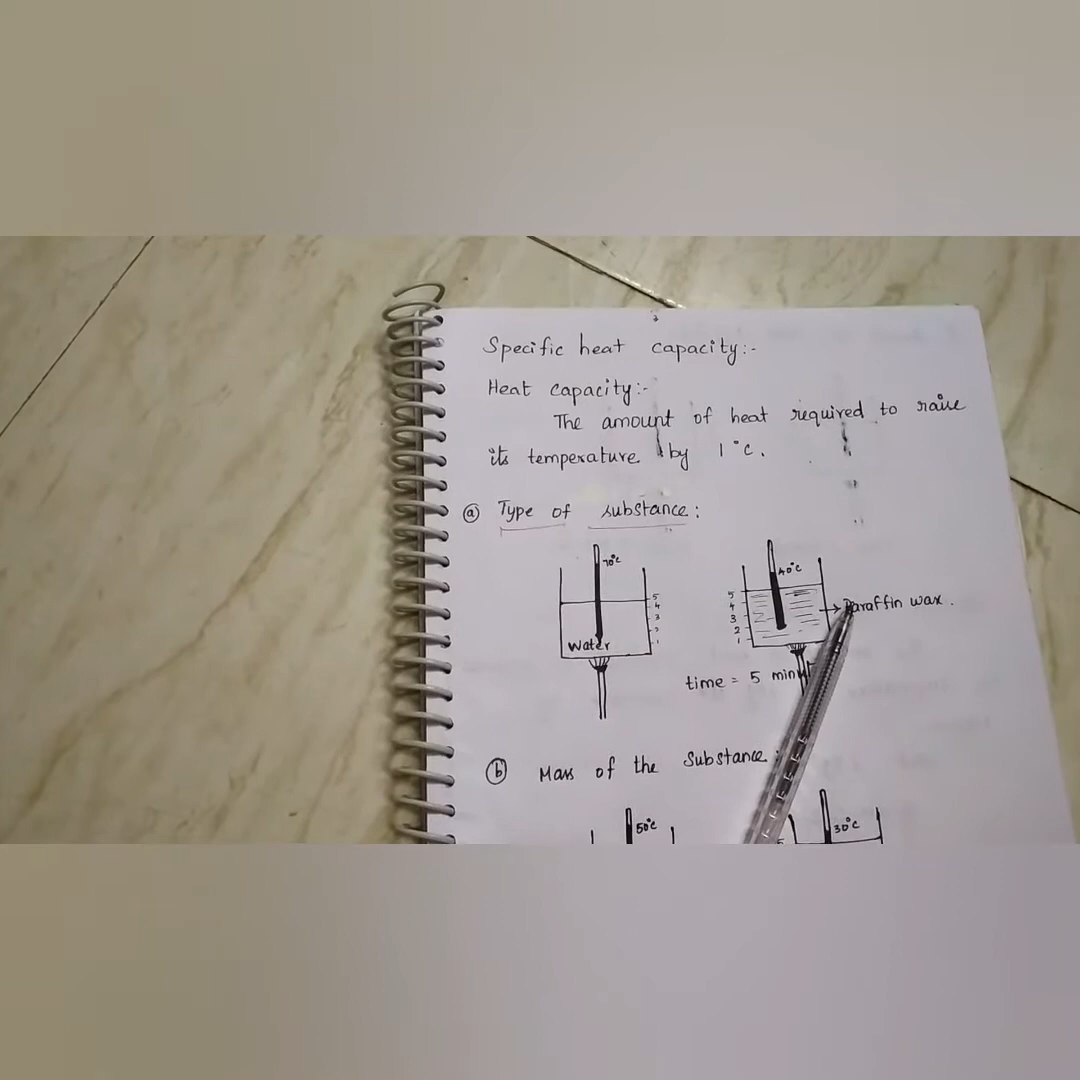 Specific heat capacity:-
Heat capacity:-
The amount of heat required to raise
its temperature by 1°c.
ⓐ Type of substance:
70°c
5
4
3
2
1
Water
40°c
5
4
3
2
1
Paraffin wax.
time = 5 min
ⓑ Mass of the Substance:
50°c
30°c
5